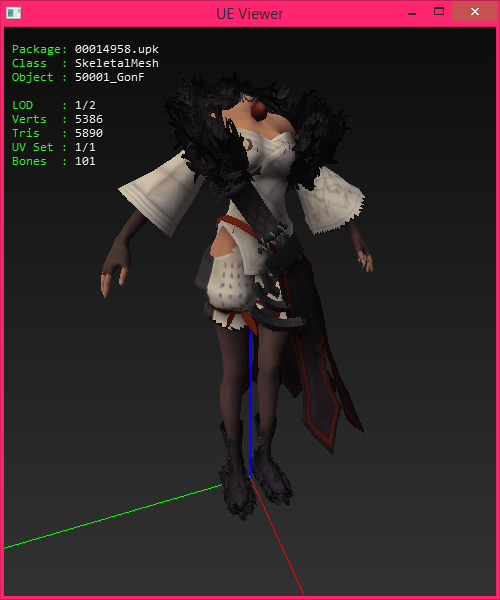 UE Viewer
Package: 00014958.upk
Class : SkeletalMesh
Object : 50001_GonF
LOD : 1/2
Verts : 5386
Tris : 5890
UV Set : 1/1
Bones : 101